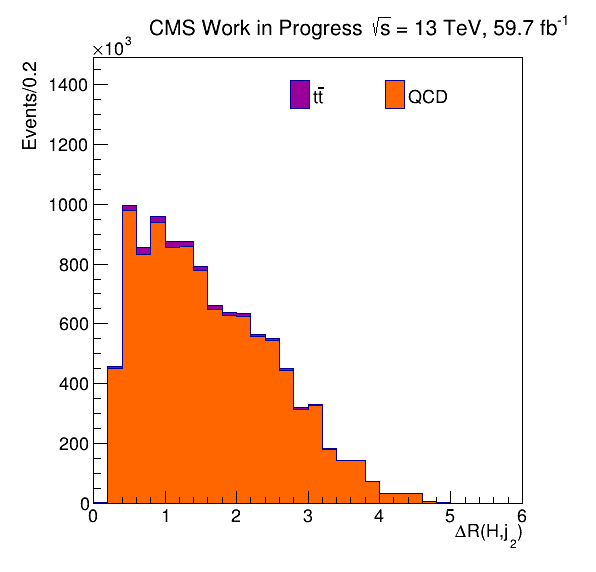 CMS Work in Progress √s = 13 TeV, 59.7 fb⁻¹
×10³
Events/0.2
tt̄
QCD
1400
1200
1000
800
600
400
200
0
0 1 2 3 4 5 6
ΔR(H,j₂)